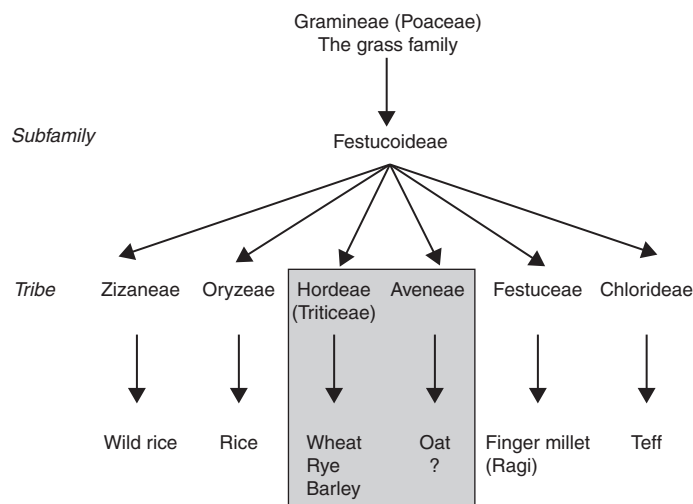 Gramineae (Poaceae)
The grass family
Subfamily
Festucoideae
Tribe
Zizaneae
Oryzeae
Hordeae
(Triticeae)
Aveneae
Festuceae
Chlorideae
Wild rice
Rice
Wheat
Rye
Barley
Oat
?
Finger millet
(Ragi)
Teff